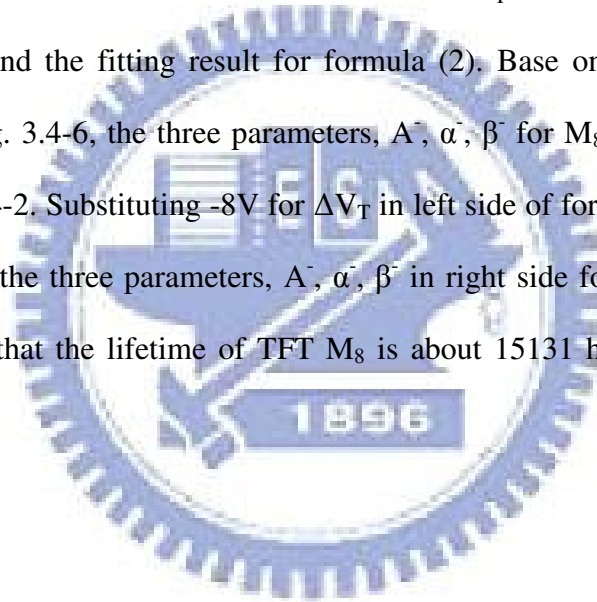 nd the fitting result for formula (2). Base on
g. 3.4-6, the three parameters, A⁻, α⁻, β⁻ for M₈
-2. Substituting -8V for ΔV_T in left side of for
the three parameters, A⁻, α⁻, β⁻ in right side fo
that the lifetime of TFT M₈ is about 15131 h
1896